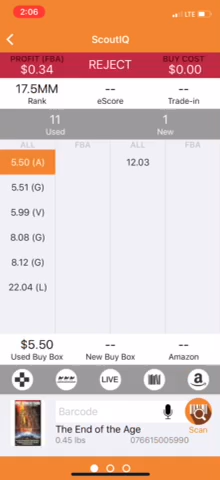 2:06
LTE
ScoutIQ
PROFIT (FBA)
$0.34
REJECT
BUY COST
$0.00
17.5MM
Rank
--
eScore
--
Trade-in
11
Used
1
New
ALL FBA ALL FBA
5.50 (A) 12.03
5.51 (G)
5.99 (V)
8.08 (G)
8.12 (G)
22.04 (L)
$5.50
Used Buy Box
--
New Buy Box
--
Amazon
LIVE
a
Barcode
Scan
The End of the Age
0.45 lbs 076615005990